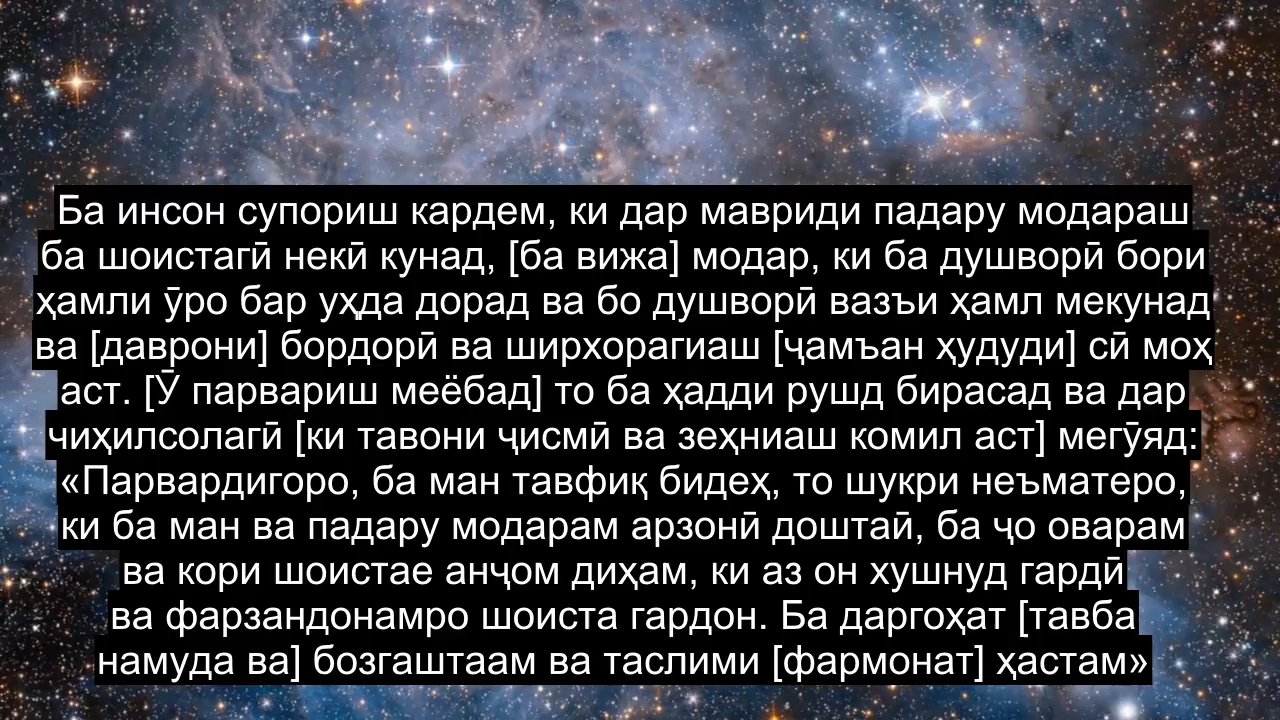 Ба инсон супориш кардем, ки дар мавриди падару модараш
ба шоистагӣ некӣ кунад, [ба вижа] модар, ки ба душворӣ бори
ҳамли ӯро бар уҳда дорад ва бо душворӣ вазъи ҳамл мекунад
ва [даврони] бордорӣ ва ширхорагиаш [ҷамъан ҳудуди] сӣ моҳ
аст. [Ӯ парвариш меёбад] то ба ҳадди рушд бирасад ва дар
чиҳилсолагӣ [ки тавони ҷисмӣ ва зеҳниаш комил аст] мегӯяд:
«Парвардигоро, ба ман тавфиқ бидеҳ, то шукри неъматеро,
ки ба ман ва падару модарам арзонӣ доштаӣ, ба ҷо оварам
ва кори шоистае анҷом диҳам, ки аз он хушнуд гардӣ
ва фарзандонамро шоиста гардон. Ба даргоҳат [тавба
намуда ва] бозгаштаам ва таслими [фармонат] ҳастам»